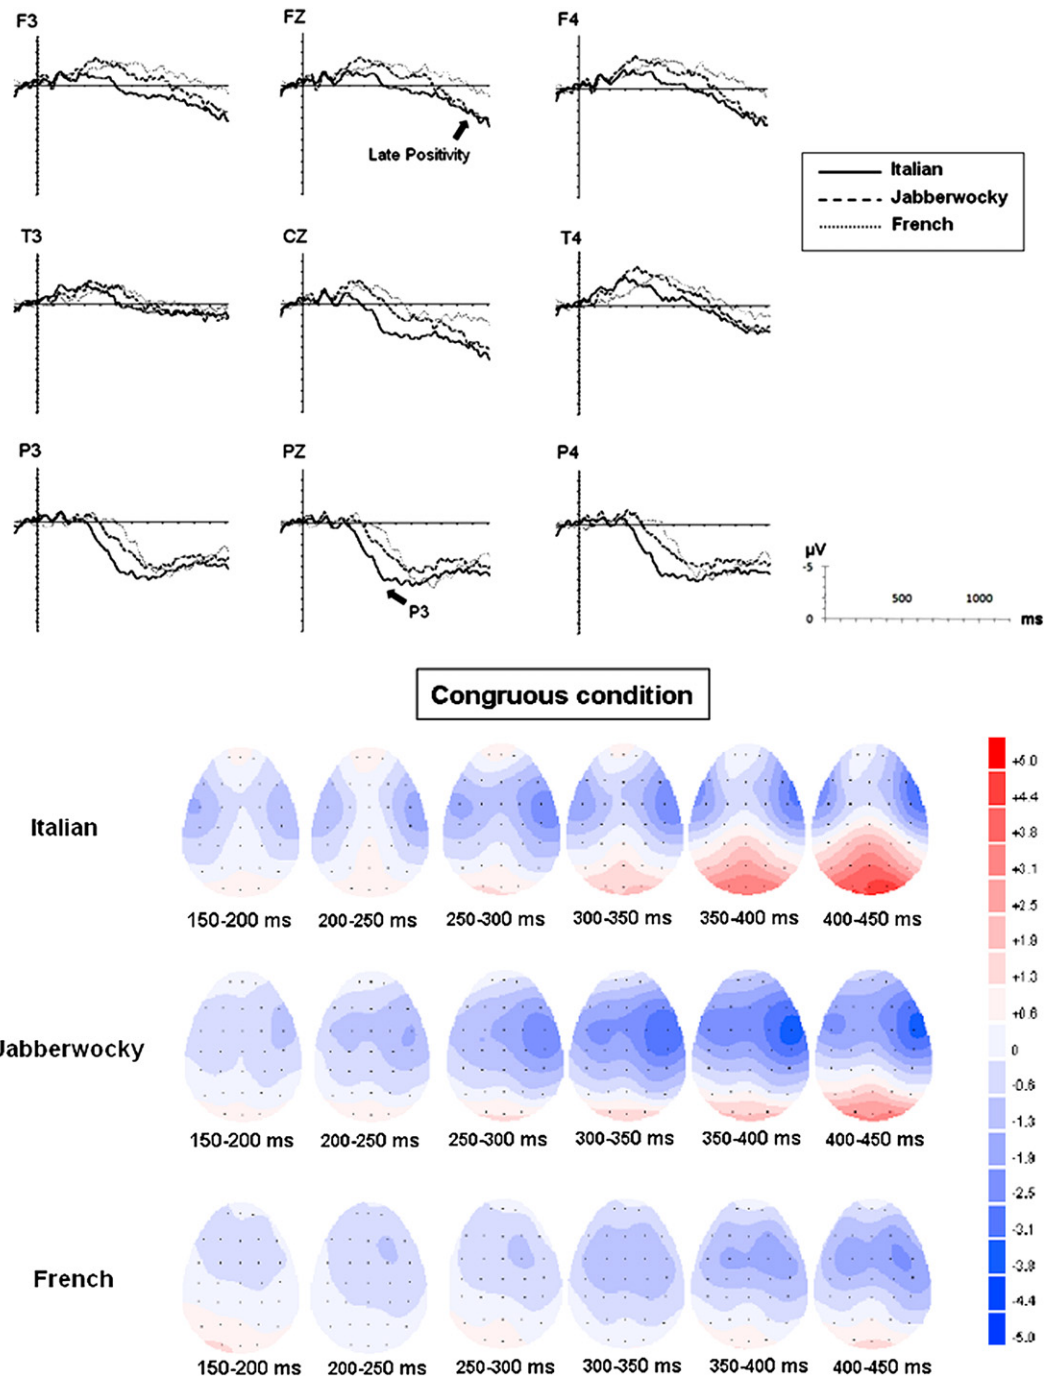 F3
FZ
F4
Late Positivity
Italian
Jabberwocky
French
T3
CZ
T4
P3
PZ
P4
P3
µV
-5
500
1000
0
ms
Congruous condition
Italian
150-200 ms
200-250 ms
250-300 ms
300-350 ms
350-400 ms
400-450 ms
Jabberwocky
150-200 ms
200-250 ms
250-300 ms
300-350 ms
350-400 ms
400-450 ms
French
150-200 ms
200-250 ms
250-300 ms
300-350 ms
350-400 ms
400-450 ms
+5.0
+4.4
+3.8
+3.1
+2.5
+1.9
+1.3
+0.6
0
-0.6
-1.3
-1.9
-2.5
-3.1
-3.8
-4.4
-5.0